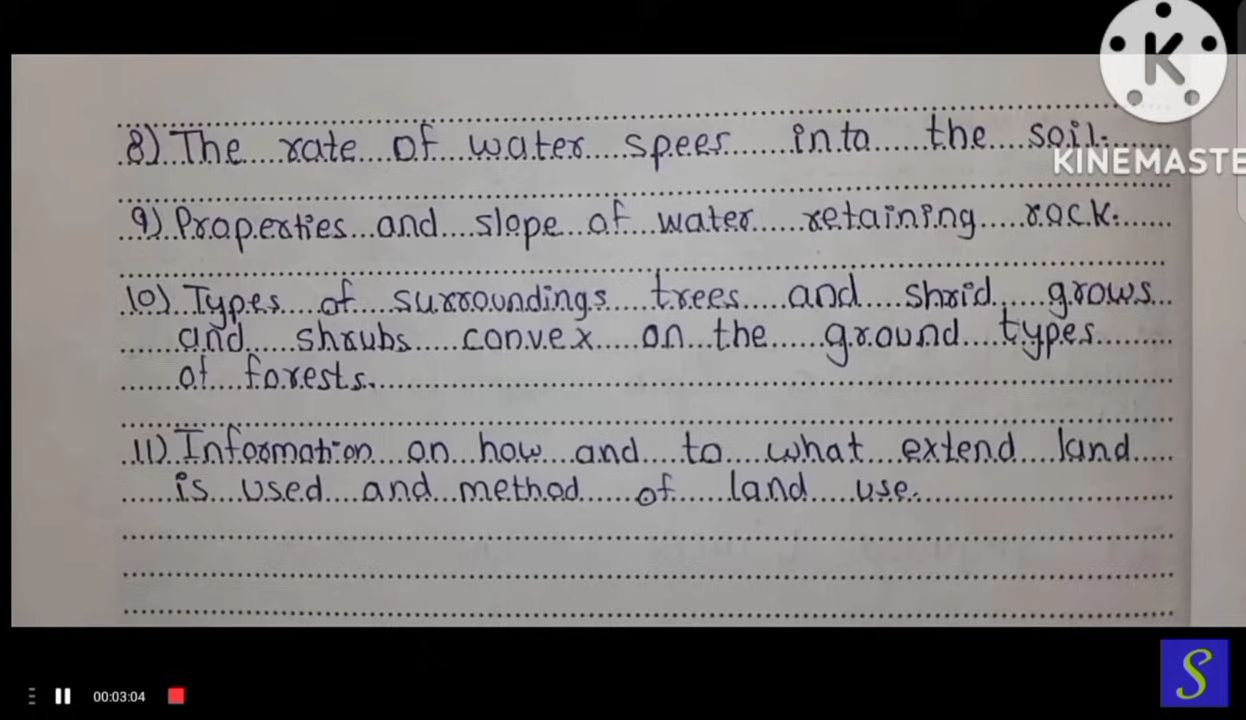 K
KINEMASTE
8) The rate of water speer into the soil.
9) Properties and slope of water retaining rock.
10) Types of surroundings trees and shrid grows
and shrubs convex on the ground types
of forests.
11) Information on how and to what extend land
is used and method of land use.
00:03:04
S